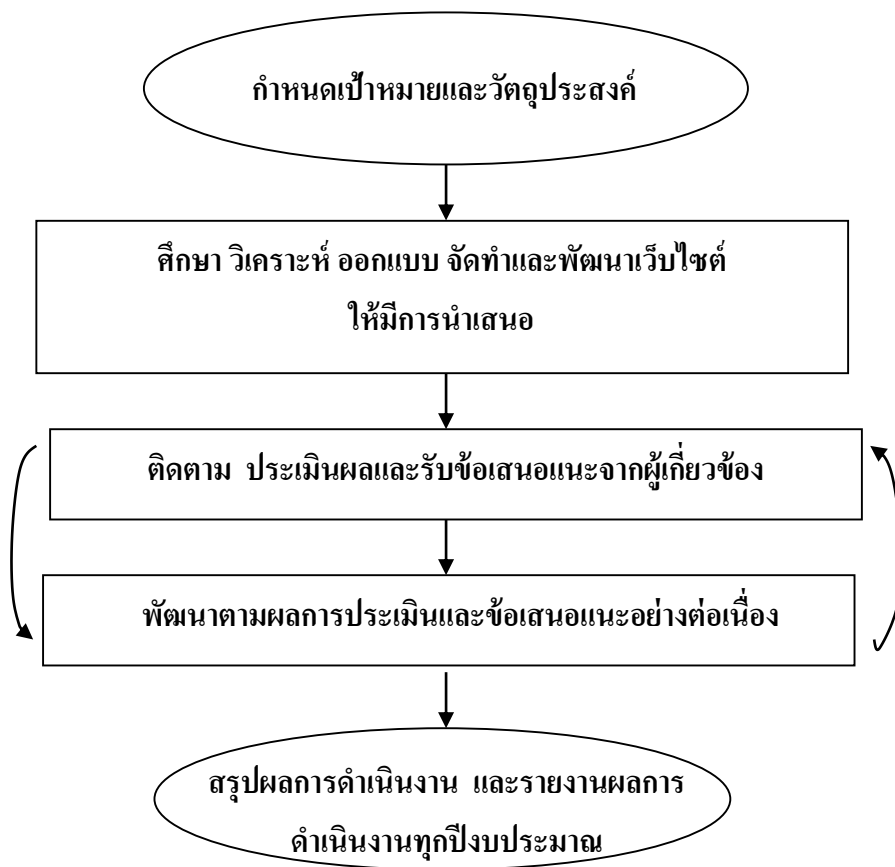 กำหนดเป้าหมายและวัตถุประสงค์
ศึกษา วิเคราะห์ ออกแบบ จัดทำและพัฒนาเว็บไซต์
ให้มีการนำเสนอ
ติดตาม ประเมินผลและรับข้อเสนอแนะจากผู้เกี่ยวข้อง
พัฒนาตามผลการประเมินและข้อเสนอแนะอย่างต่อเนื่อง
สรุปผลการดำเนินงาน และรายงานผลการ
ดำเนินงานทุกปีงบประมาณ